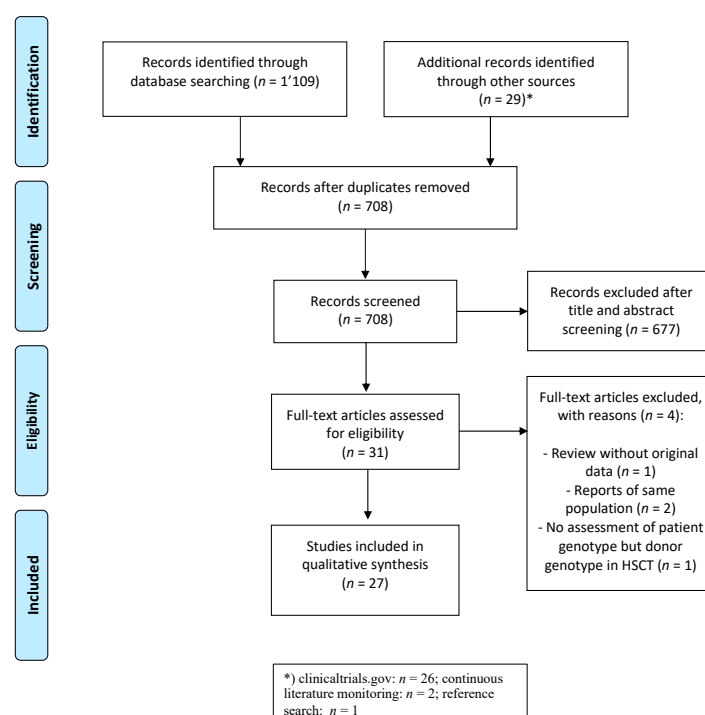 Identification
Records identified through
database searching (n = 1’109)
Additional records identified
through other sources
(n = 29)*
Records after duplicates removed
(n = 708)
Screening
Records screened
(n = 708)
Records excluded after
title and abstract
screening (n = 677)
Eligibility
Full-text articles assessed
for eligibility
(n = 31)
Full-text articles excluded,
with reasons (n = 4):
- Review without original
data (n = 1)
- Reports of same
population (n = 2)
- No assessment of patient
genotype but donor
genotype in HSCT (n = 1)
Included
Studies included in
qualitative synthesis
(n = 27)
*) clinicaltrials.gov: n = 26; continuous
literature monitoring: n = 2; reference
search: n = 1